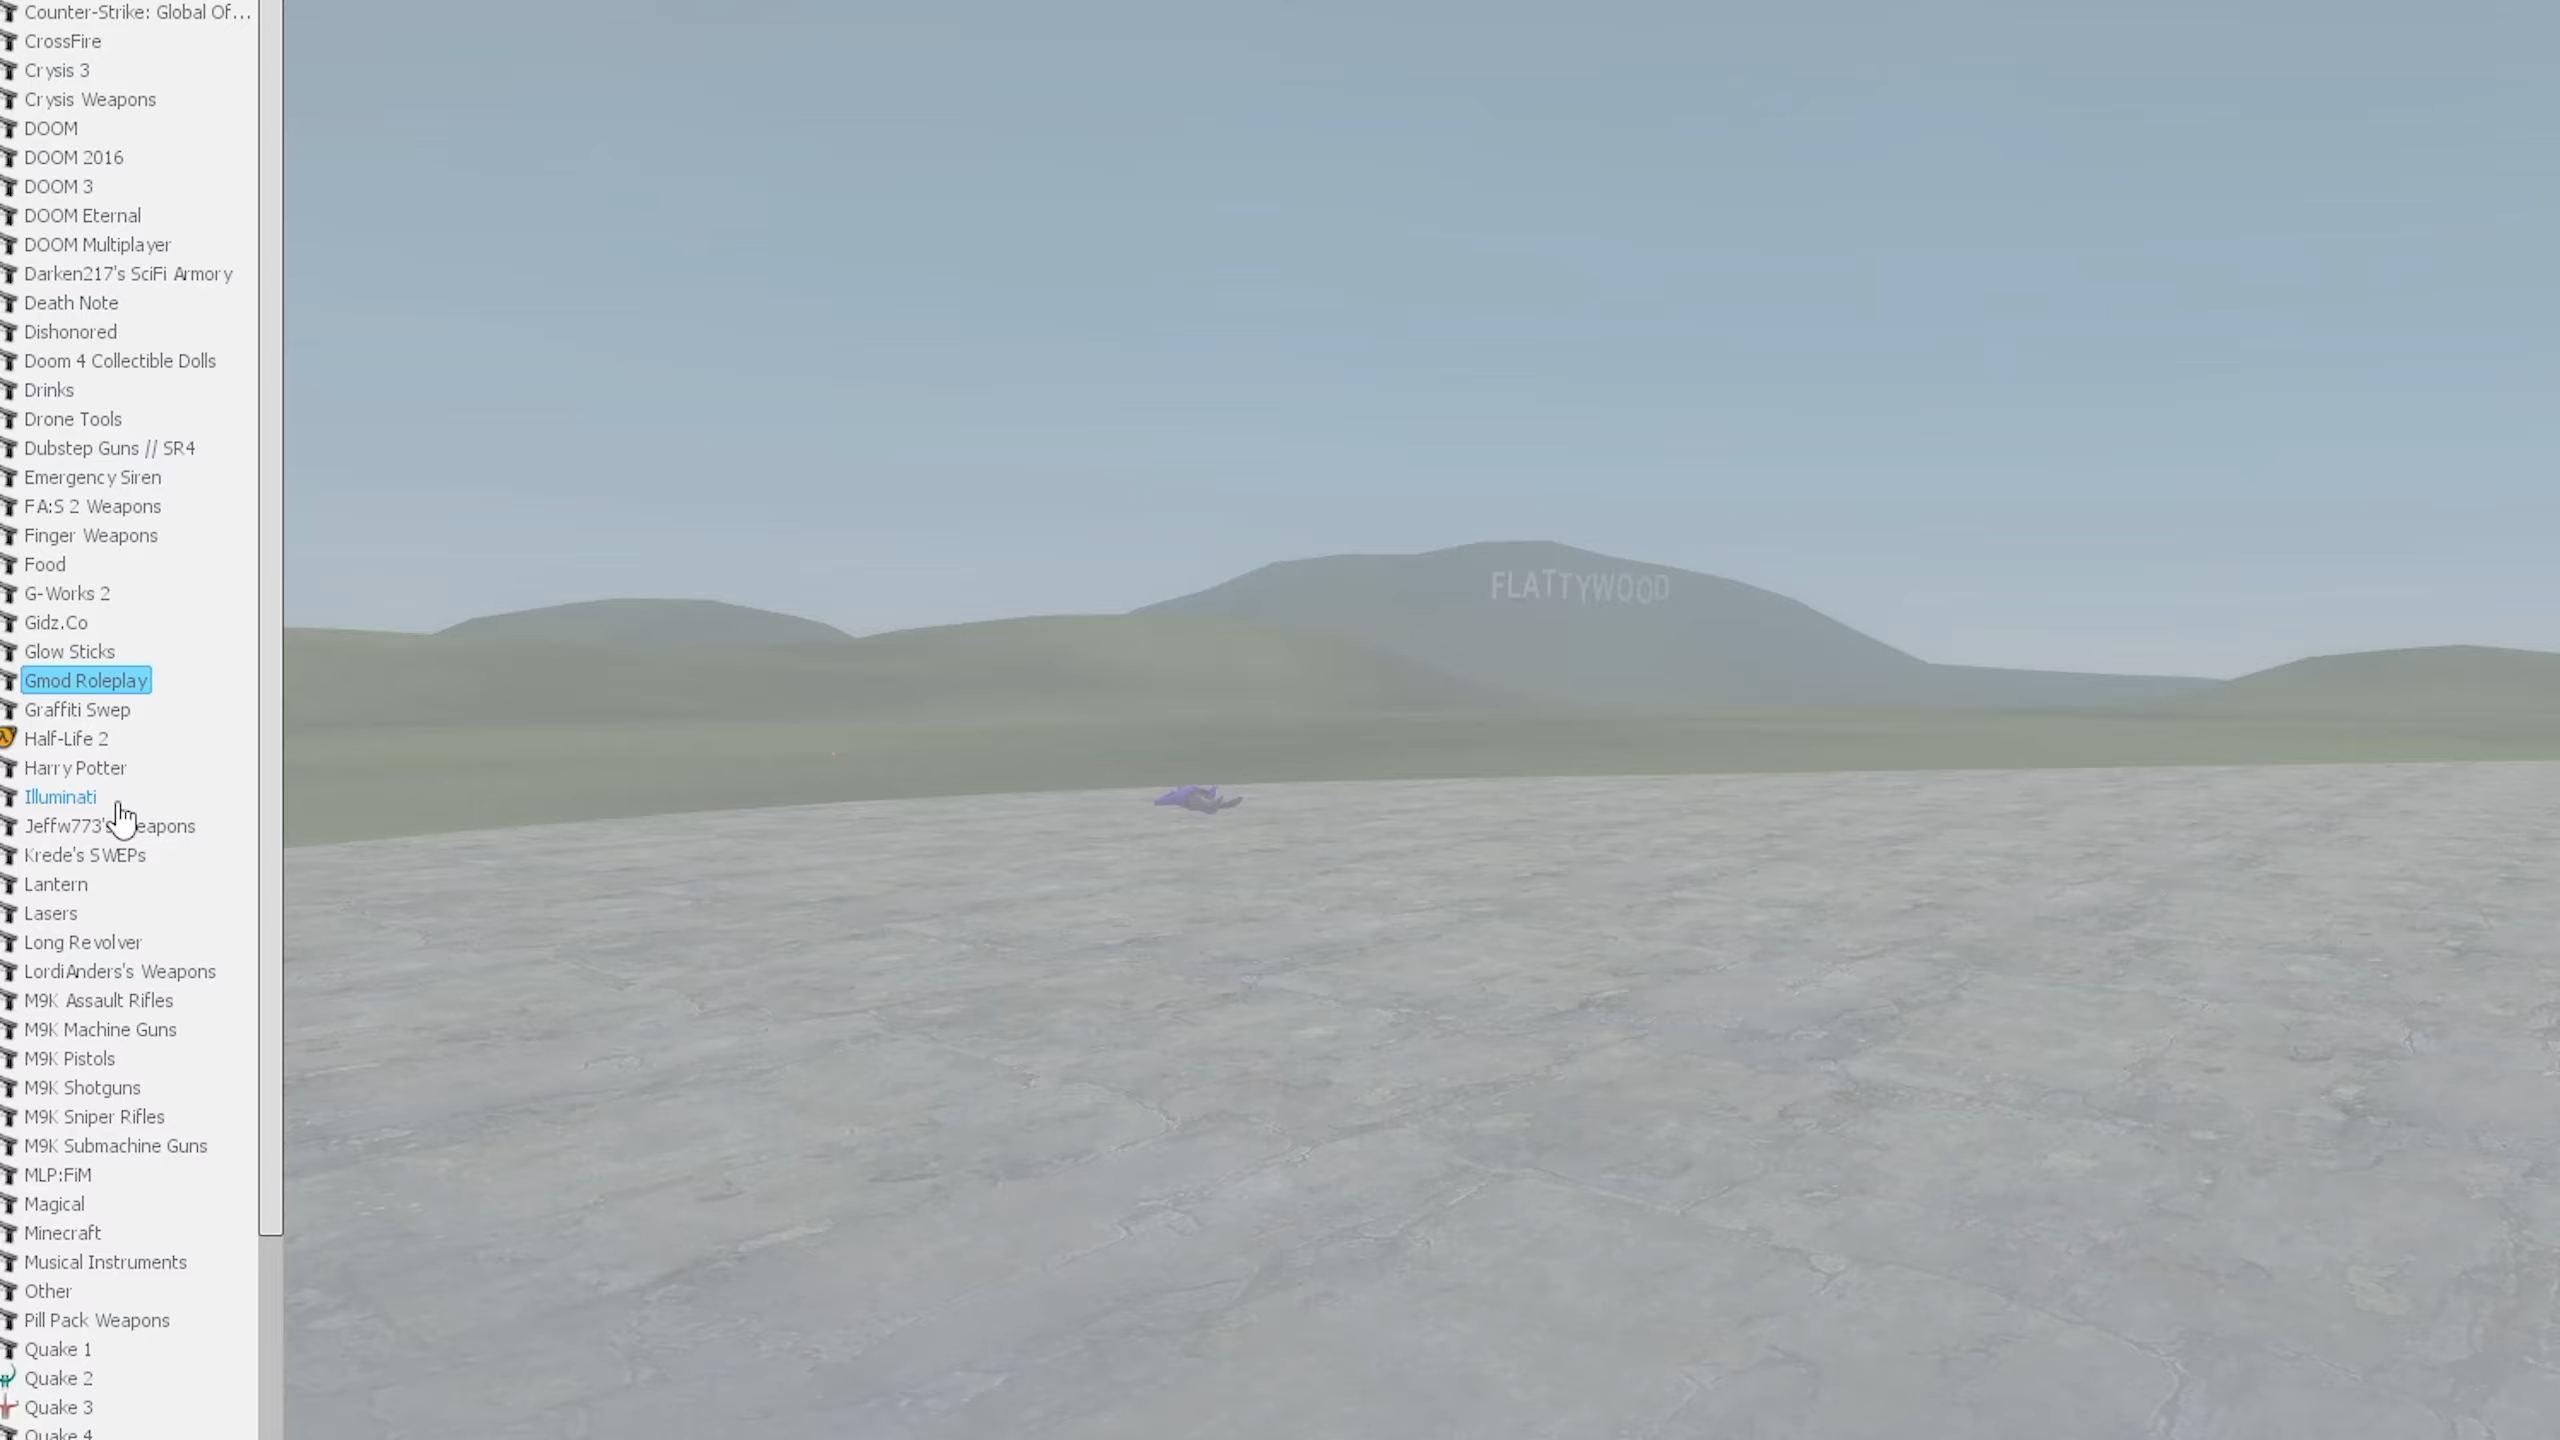 Counter-Strike: Global Of...
CrossFire
Crysis 3
Crysis Weapons
DOOM
DOOM 2016
DOOM 3
DOOM Eternal
DOOM Multiplayer
Darken217's SciFi Armory
Death Note
Dishonored
Doom 4 Collectible Dolls
Drinks
Drone Tools
Dubstep Guns // SR4
Emergency Siren
FA:S 2 Weapons
Finger Weapons
Food
G-Works 2
Gidz.Co
Glow Sticks
Gmod Roleplay
Graffiti Swep
Half-Life 2
Harry Potter
Illuminati
Jeffw773's eapons
Krede's SWEPs
Lantern
Lasers
Long Revolver
LordiAnders's Weapons
M9K Assault Rifles
M9K Machine Guns
M9K Pistols
M9K Shotguns
M9K Sniper Rifles
M9K Submachine Guns
MLP:FiM
Magical
Minecraft
Musical Instruments
Other
Pill Pack Weapons
Quake 1
Quake 2
Quake 3
Quake 4
FLATTYWOOD